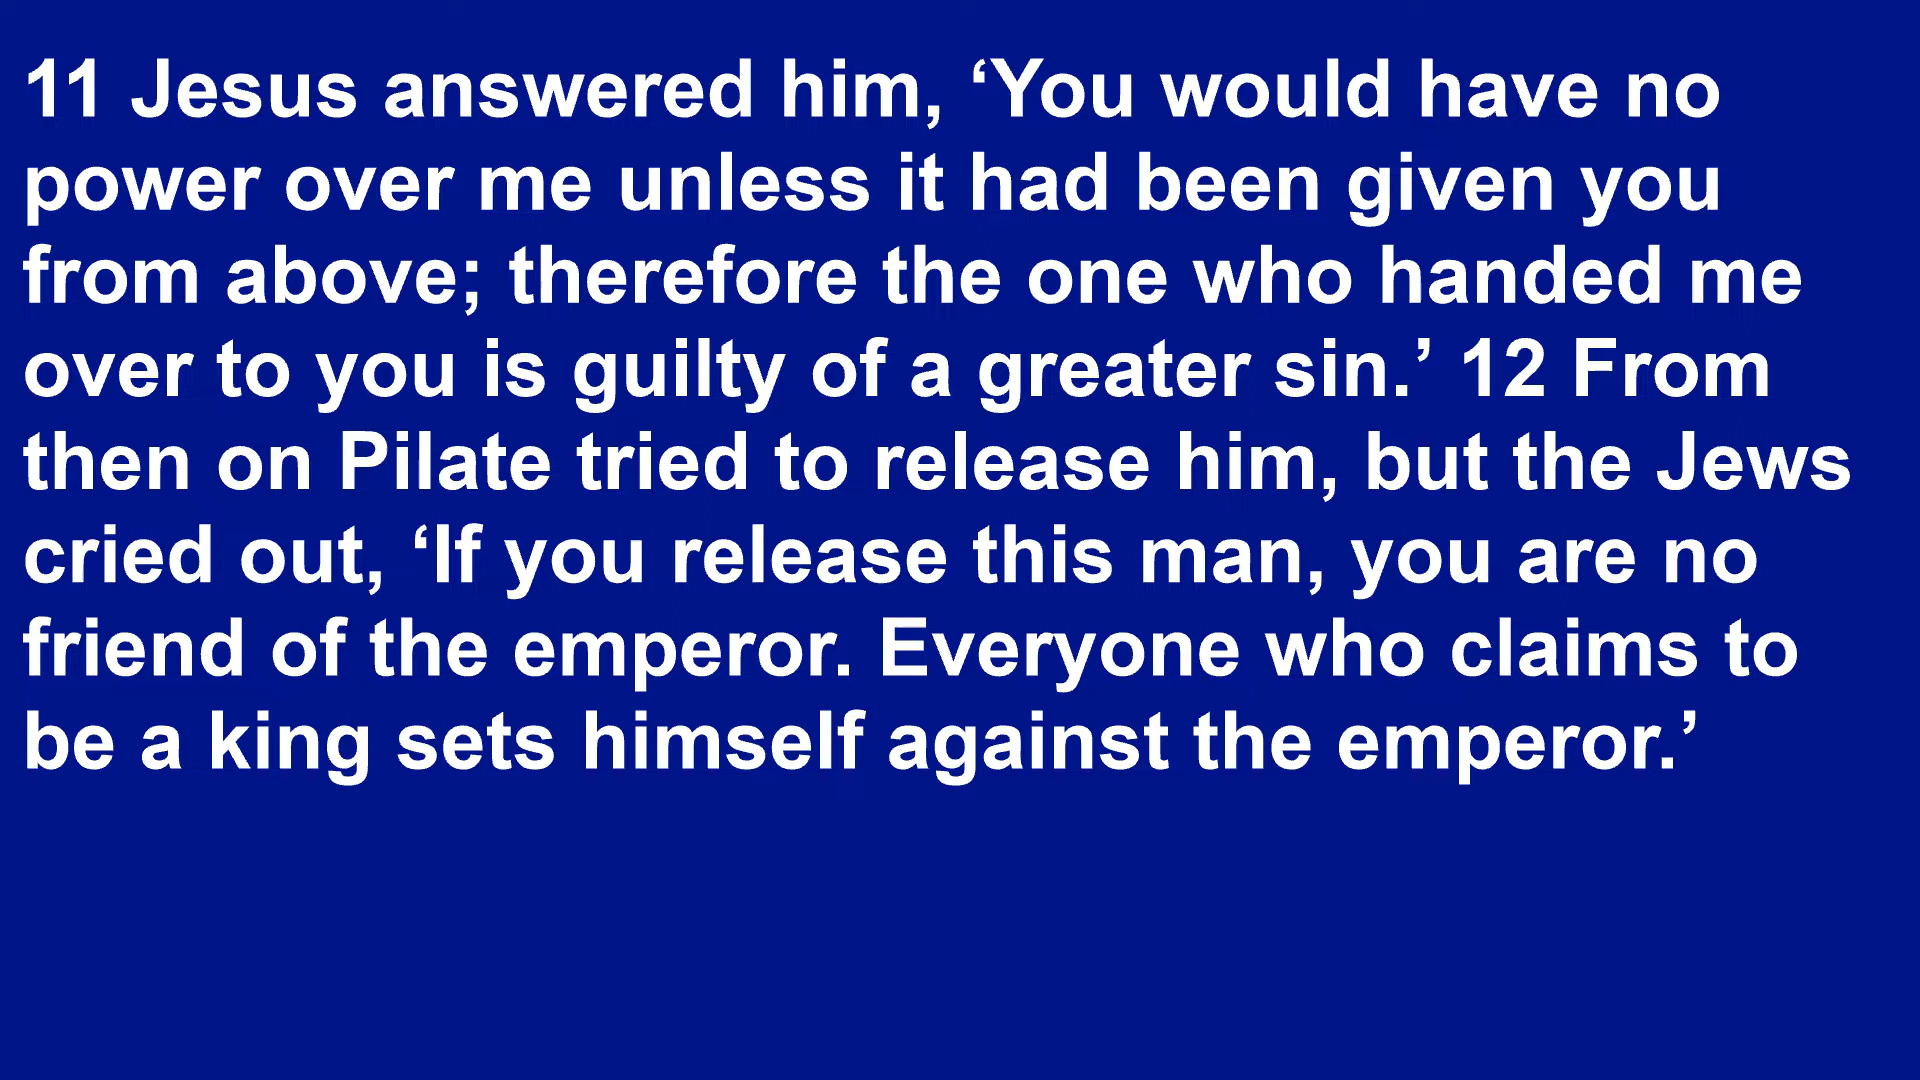 11 Jesus answered him, ‘You would have no
power over me unless it had been given you
from above; therefore the one who handed me
over to you is guilty of a greater sin.’ 12 From
then on Pilate tried to release him, but the Jews
cried out, ‘If you release this man, you are no
friend of the emperor. Everyone who claims to
be a king sets himself against the emperor.’